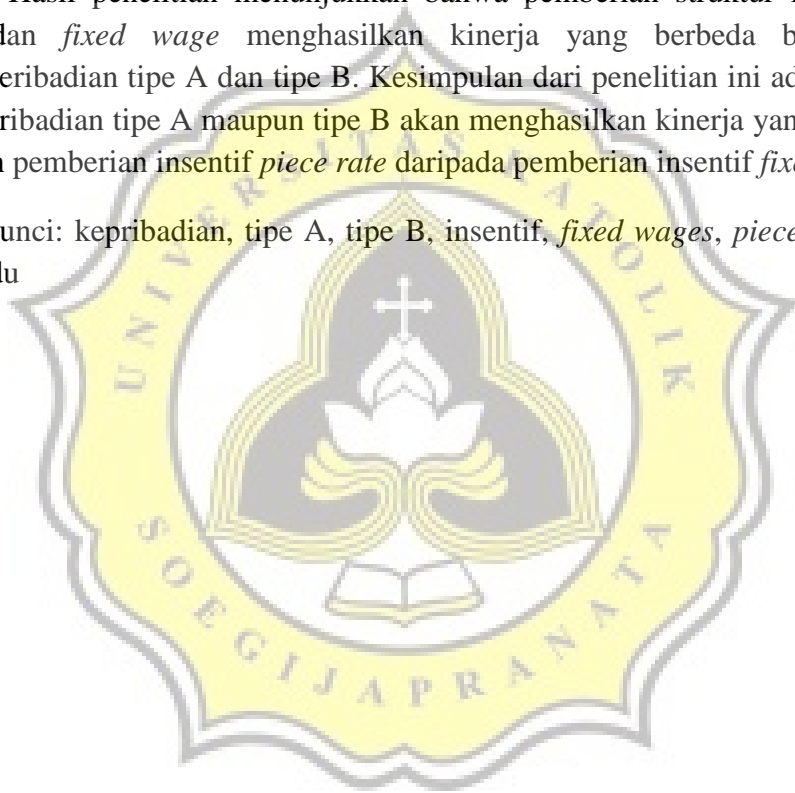 Hasil penelitian menunjukkan bahwa pemberian struktur
dan fixed wage menghasilkan kinerja yang berbeda b
eribadian tipe A dan tipe B. Kesimpulan dari penelitian ini ad
ribadian tipe A maupun tipe B akan menghasilkan kinerja yan
pemberian insentif piece rate daripada pemberian insentif fix
unci: kepribadian, tipe A, tipe B, insentif, fixed wages, piece
lu
UNIVERSITAS KATOLIK
SOEGIJAPRANATA